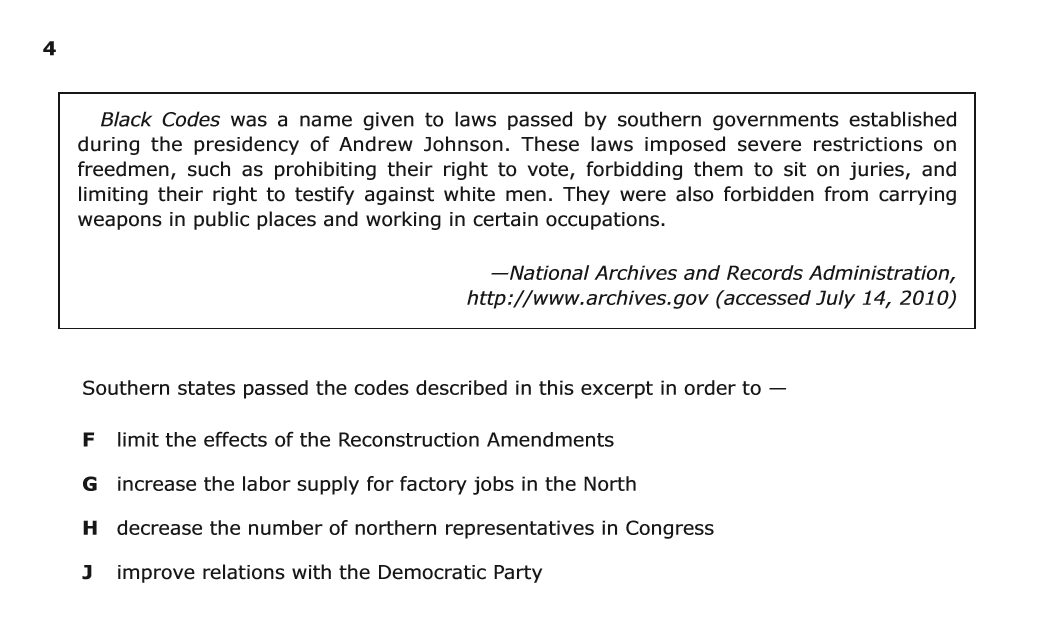 4
Black Codes was a name given to laws passed by southern governments established
during the presidency of Andrew Johnson. These laws imposed severe restrictions on
freedmen, such as prohibiting their right to vote, forbidding them to sit on juries, and
limiting their right to testify against white men. They were also forbidden from carrying
weapons in public places and working in certain occupations.
—National Archives and Records Administration,
http://www.archives.gov (accessed July 14, 2010)
Southern states passed the codes described in this excerpt in order to —
F limit the effects of the Reconstruction Amendments
G increase the labor supply for factory jobs in the North
H decrease the number of northern representatives in Congress
J improve relations with the Democratic Party